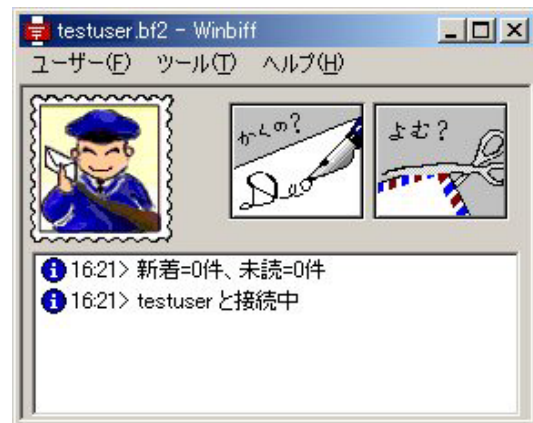 testuser.bf2 - Winbiff
ユーザー(F) ツール(T) ヘルプ(H)
かくの?
よむ?
Deo
16:21> 新着=0件、未読=0件
16:21> testuser と接続中